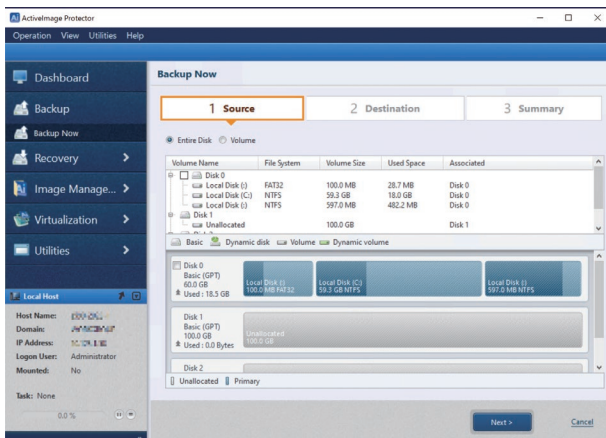 ActiveImage Protector
Operation View Utilities Help
Dashboard
Backup
Backup Now
Recovery
Image Manage...
Virtualization
Utilities
Local Host
Host Name:
Domain:
IP Address:
Logon User: Administrator
Mounted: No
Task: None
0.0 %
Backup Now
1 Source
2 Destination
3 Summary
Entire Disk Volume
Volume Name File System Volume Size Used Space Associated
Disk 0
Local Disk (:) FAT32 100.0 MB 28.7 MB Disk 0
Local Disk (C:) NTFS 59.3 GB 18.0 GB Disk 0
Local Disk (:) NTFS 597.0 MB 482.2 MB Disk 0
Disk 1
Unallocated 100.0 GB Disk 1
Basic Dynamic disk Volume Dynamic volume
Disk 0
Basic (GPT)
60.0 GB
Used : 18.5 GB
Local Disk (:)
100.0 MB FAT32
Local Disk (C:)
59.3 GB NTFS
Local Disk (:)
597.0 MB NTFS
Disk 1
Basic (GPT)
100.0 GB
Used : 0.0 Bytes
Unallocated
100.0 GB
Disk 2
Unallocated Primary
Next >
Cancel